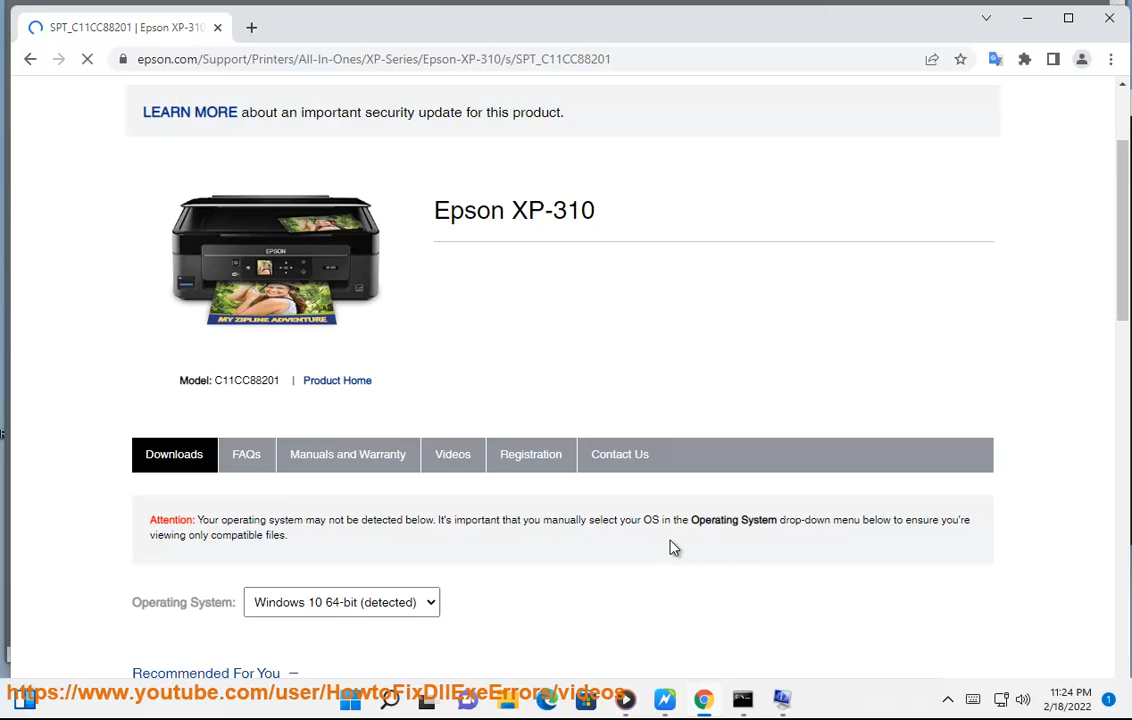 SPT_C11CC88201 | Epson XP-310
epson.com/Support/Printers/All-In-Ones/XP-Series/Epson-XP-310/s/SPT_C11CC88201
LEARN MORE about an important security update for this product.
Epson XP-310
EPSON
MY ZIPLINE ADVENTURE
Model: C11CC88201 | Product Home
Downloads FAQs Manuals and Warranty Videos Registration Contact Us
Attention: Your operating system may not be detected below. It's important that you manually select your OS in the Operating System drop-down menu below to ensure you're
viewing only compatible files.
Operating System: Windows 10 64-bit (detected)
Recommended For You –
https://www.youtube.com/user/HowtoFixDllExeErrors/videos
11:24 PM
2/18/2022
1